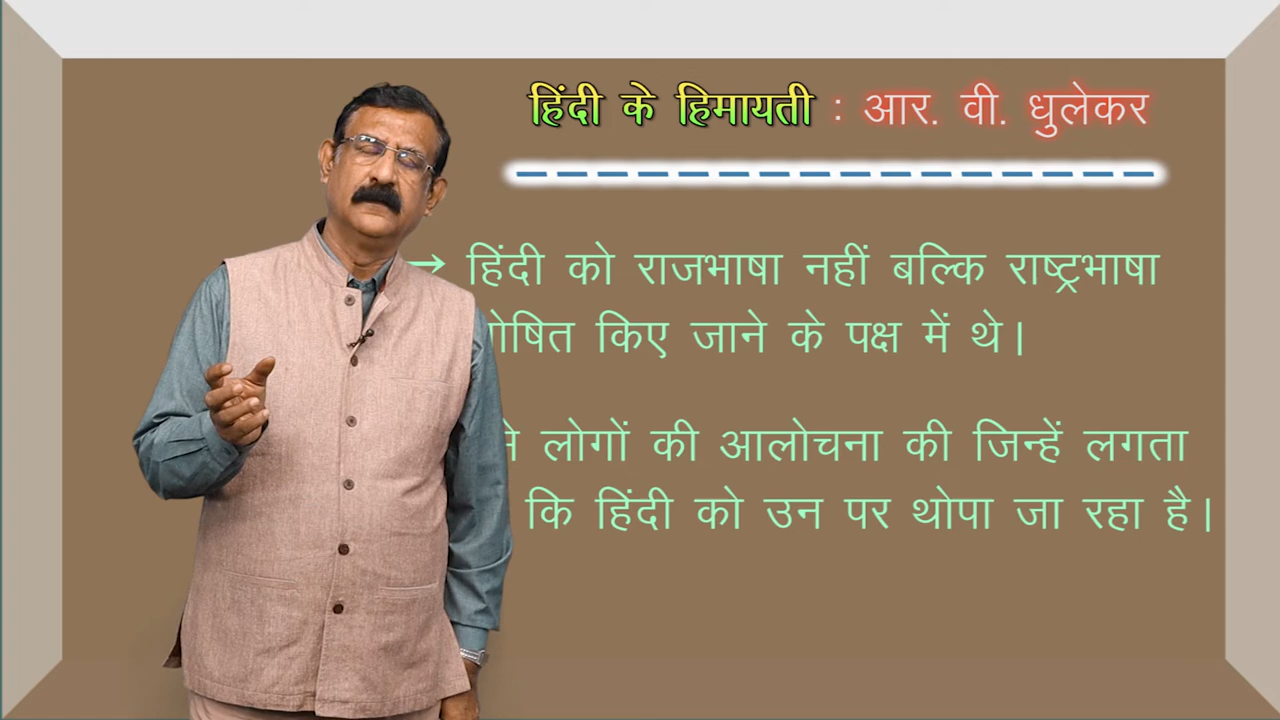 हिंदी के हिमायती : आर. वी. धुलेकर
→ हिंदी को राजभाषा नहीं बल्कि राष्ट्रभाषा
किए जाने के पक्ष में थे।
लोगों की आलोचना की जिन्हें लगता
कि हिंदी को उन पर थोपा जा रहा है।